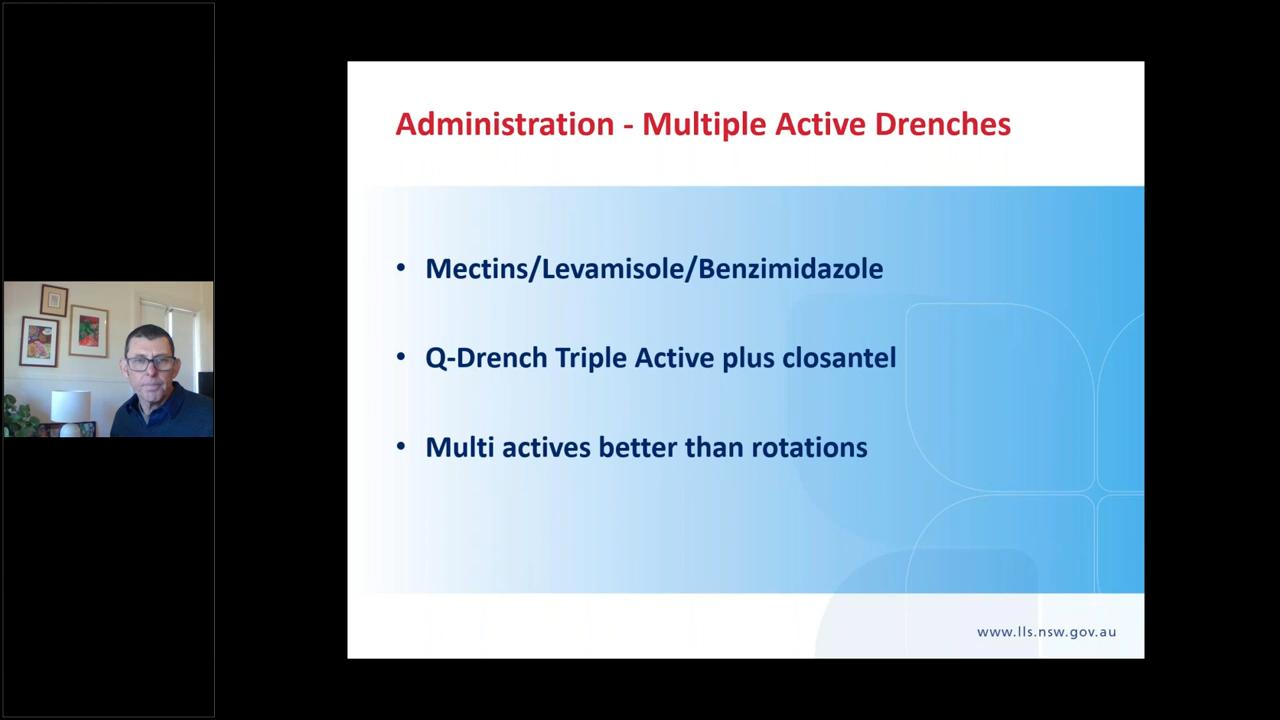 Administration - Multiple Active Drenches
• Mectins/Levamisole/Benzimidazole
• Q-Drench Triple Active plus closantel
• Multi actives better than rotations
www.lls.nsw.gov.au